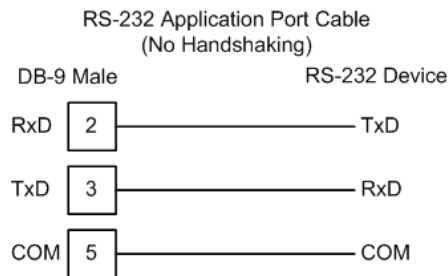 RS-232 Application Port Cable
(No Handshaking)
DB-9 Male RS-232 Device
RxD 2 TxD
TxD 3 RxD
COM 5 COM